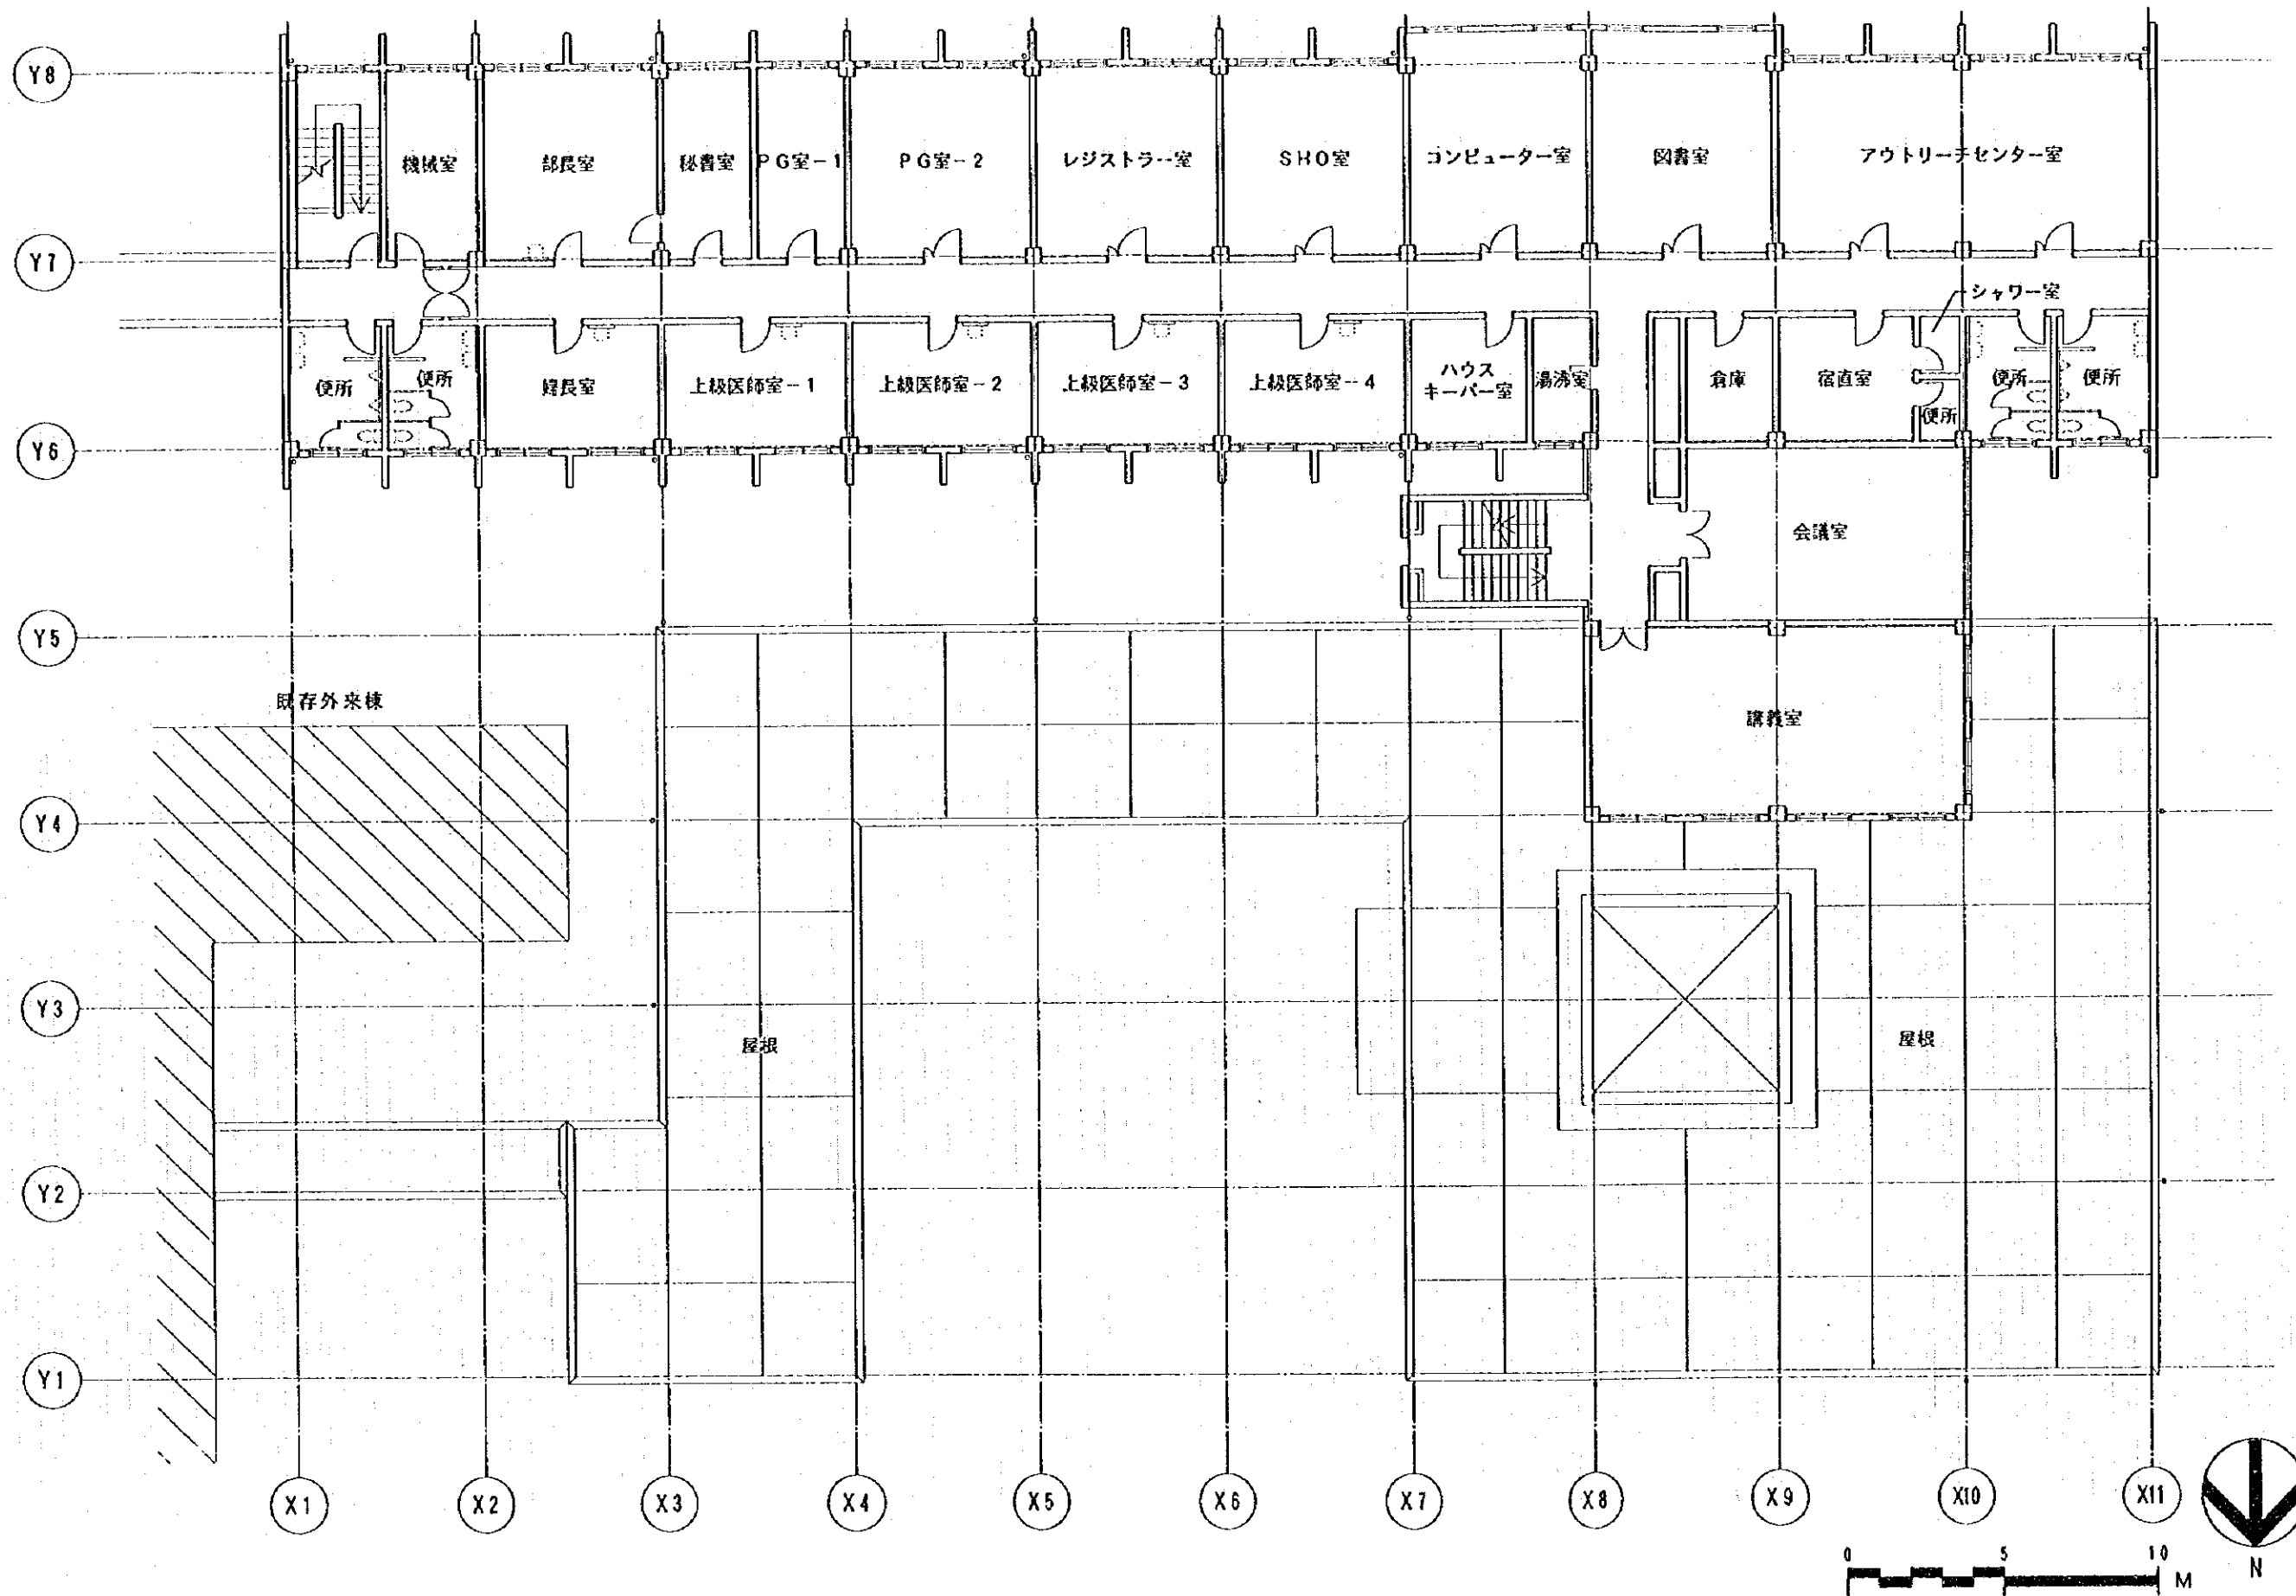 Y8
機械室
部長室
秘書室
PG室-1
PG室-2
レジストラー室
SHO室
コンピューター室
図書室
アウトリーチセンター室
Y7
シャワー室
便所
便所
婦長室
上級医師室-1
上級医師室-2
上級医師室-3
上級医師室-4
ハウス
キーパー室
湯沸室
倉庫
宿直室
便所
便所
便所
Y6
会議室
Y5
既存外来棟
講義室
Y4
Y3
屋根
屋根
Y2
Y1
X1
X2
X3
X4
X5
X6
X7
X8
X9
X10
X11
0
5
10
M
N